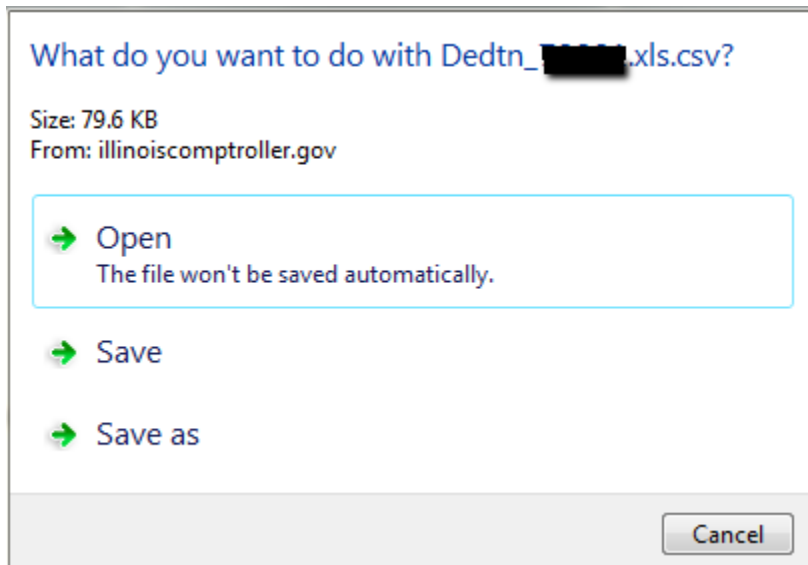 What do you want to do with Dedtn_ .xls.csv?
Size: 79.6 KB
From: illinoiscomptroller.gov
Open
The file won't be saved automatically.
Save
Save as
Cancel